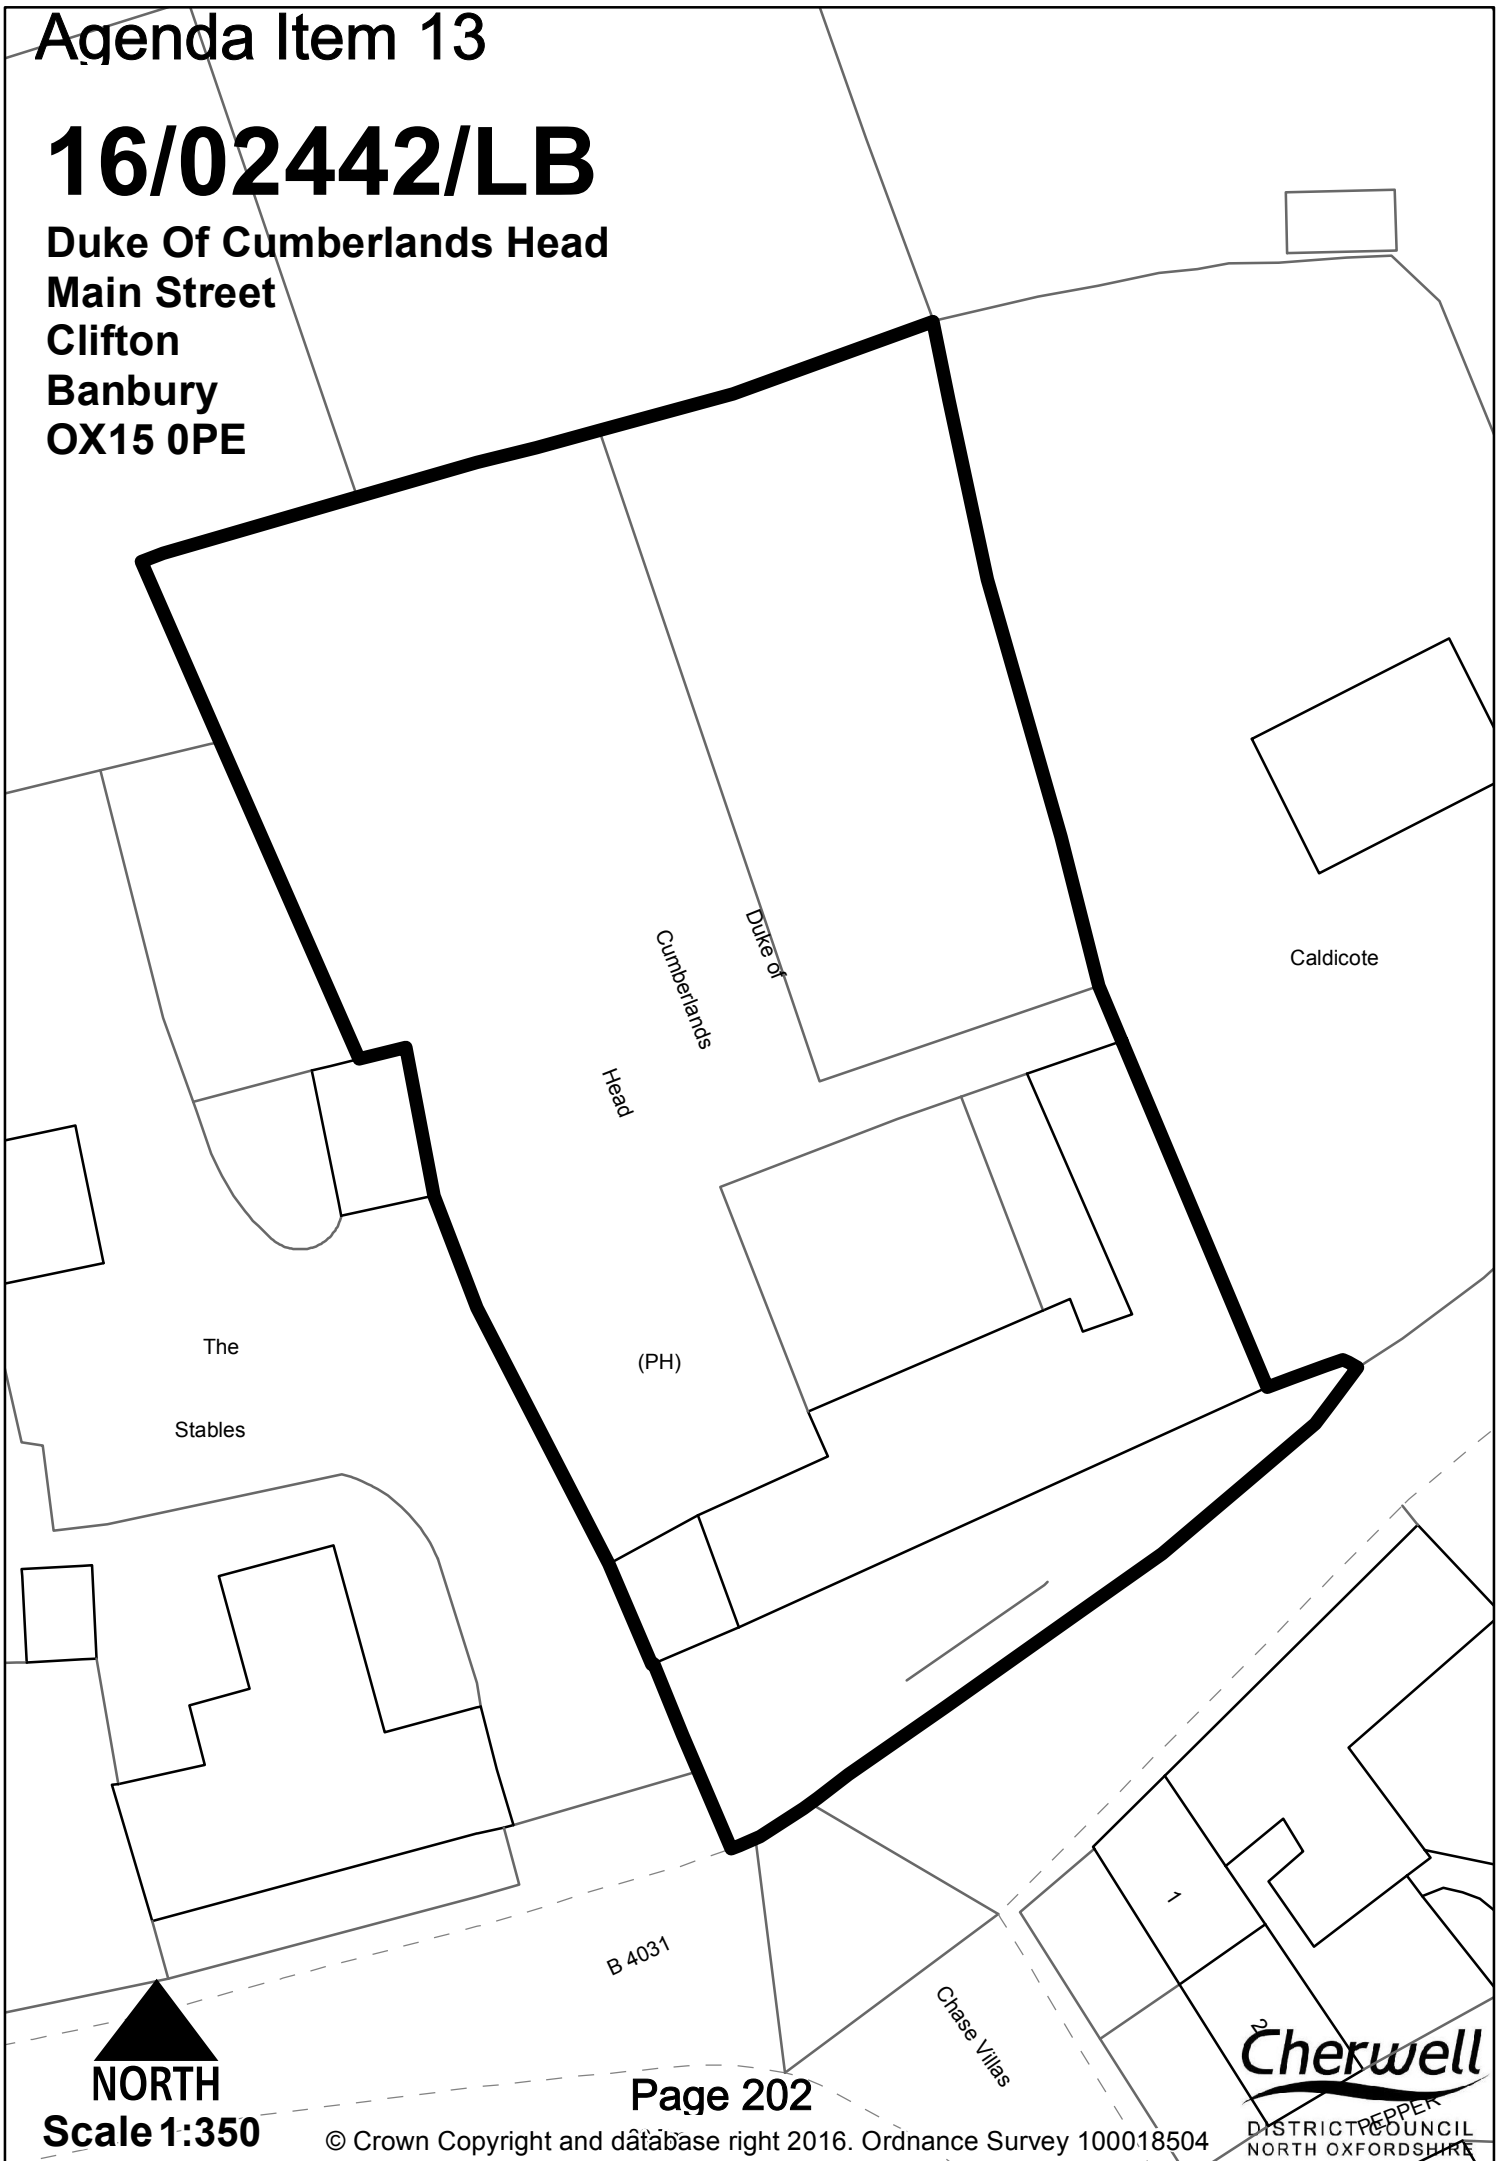 Agenda Item 13
16/02442/LB
Duke Of Cumberlands Head
Main Street
Clifton
Banbury
OX15 0PE
Caldicote
Duke of
Cumberlands
Head
(PH)
The
Stables
B 4031
Chase Villas
1
2
PEPPER
NORTH
Scale 1:350
Page 202
© Crown Copyright and database right 2016. Ordnance Survey 100018504
Cherwell
DISTRICT COUNCIL
NORTH OXFORDSHIRE